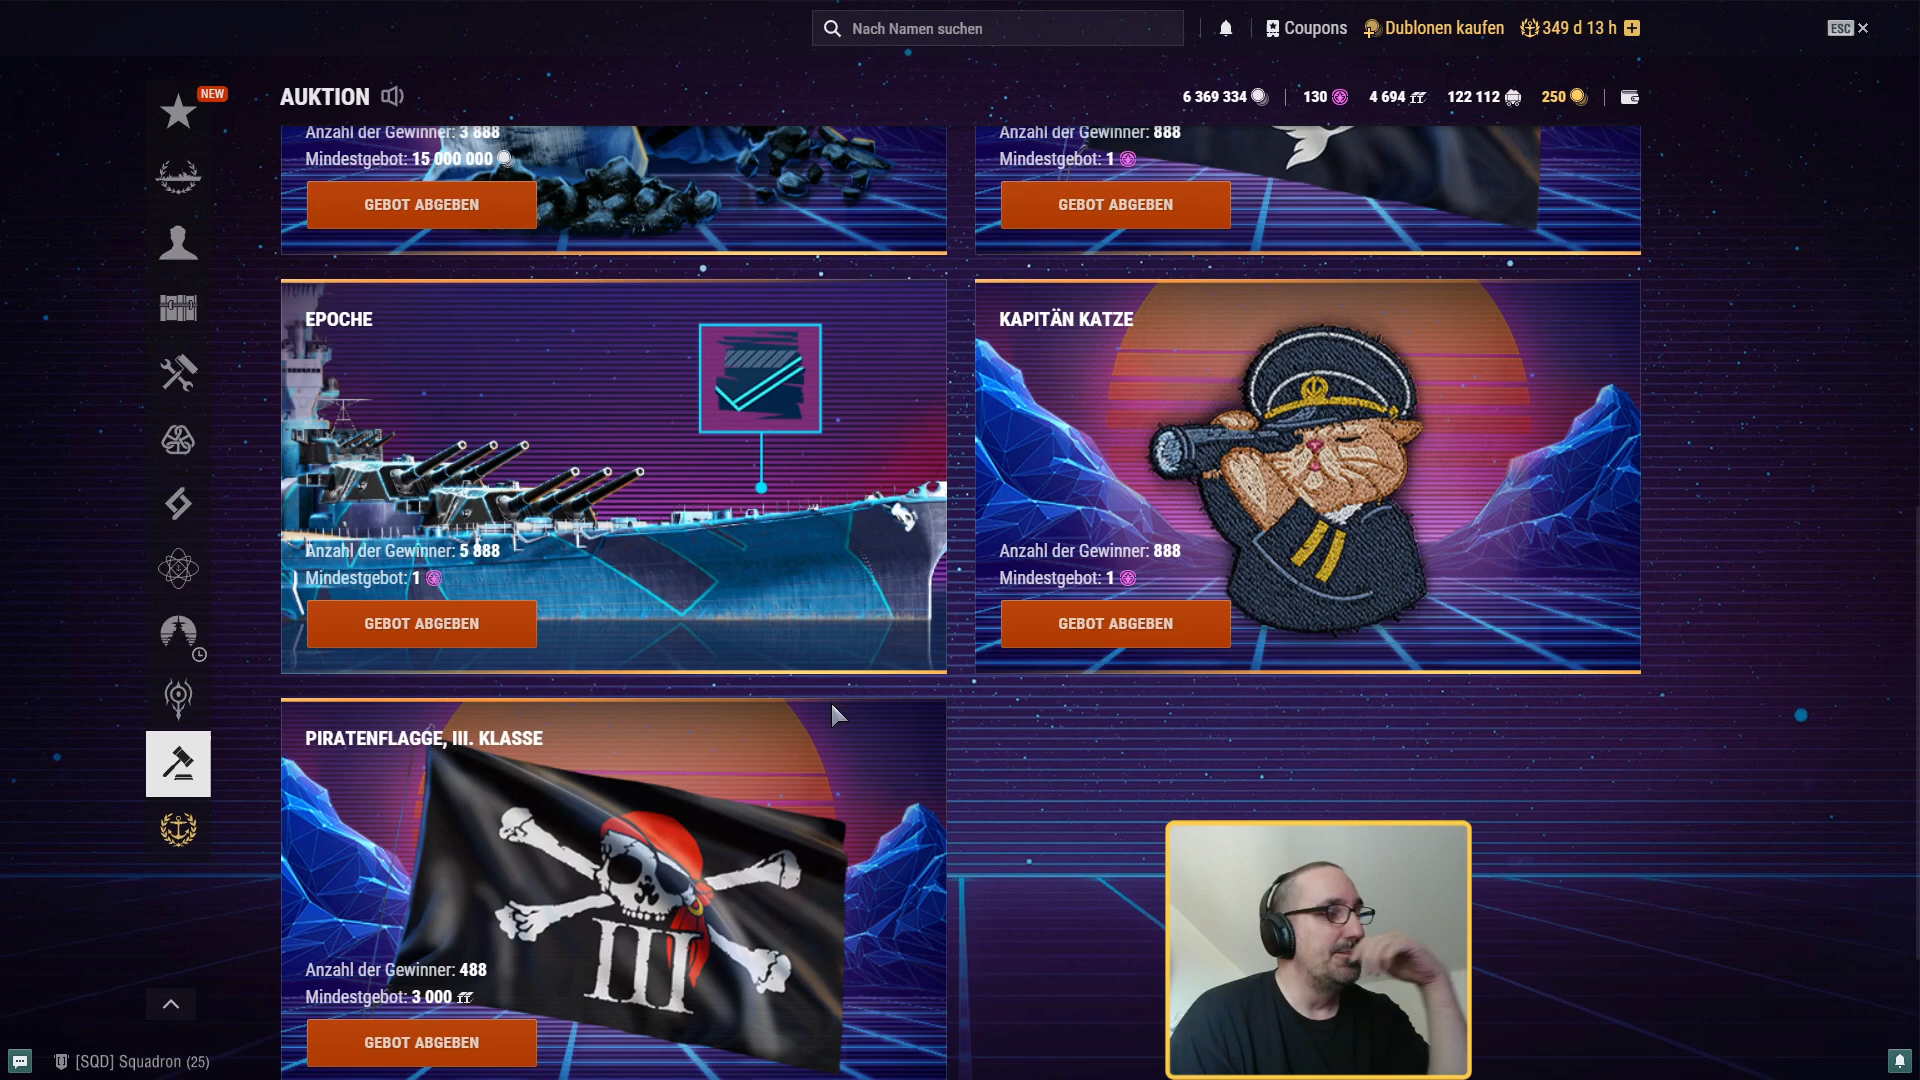 Nach Namen suchen
Coupons
Dublonen kaufen
349 d 13 h
ESC
NEW
AUKTION
6 369 334
130
4 694
122 112
250
Anzahl der Gewinner: 3 888
Mindestgebot: 15 000 000
GEBOT ABGEBEN
Anzahl der Gewinner: 888
Mindestgebot: 1
GEBOT ABGEBEN
EPOCHE
Anzahl der Gewinner: 5 888
Mindestgebot: 1
GEBOT ABGEBEN
KAPITÄN KATZE
Anzahl der Gewinner: 888
Mindestgebot: 1
GEBOT ABGEBEN
PIRATENFLAGGE, III. KLASSE
III
Anzahl der Gewinner: 488
Mindestgebot: 3 000
GEBOT ABGEBEN
[SQD] Squadron (25)